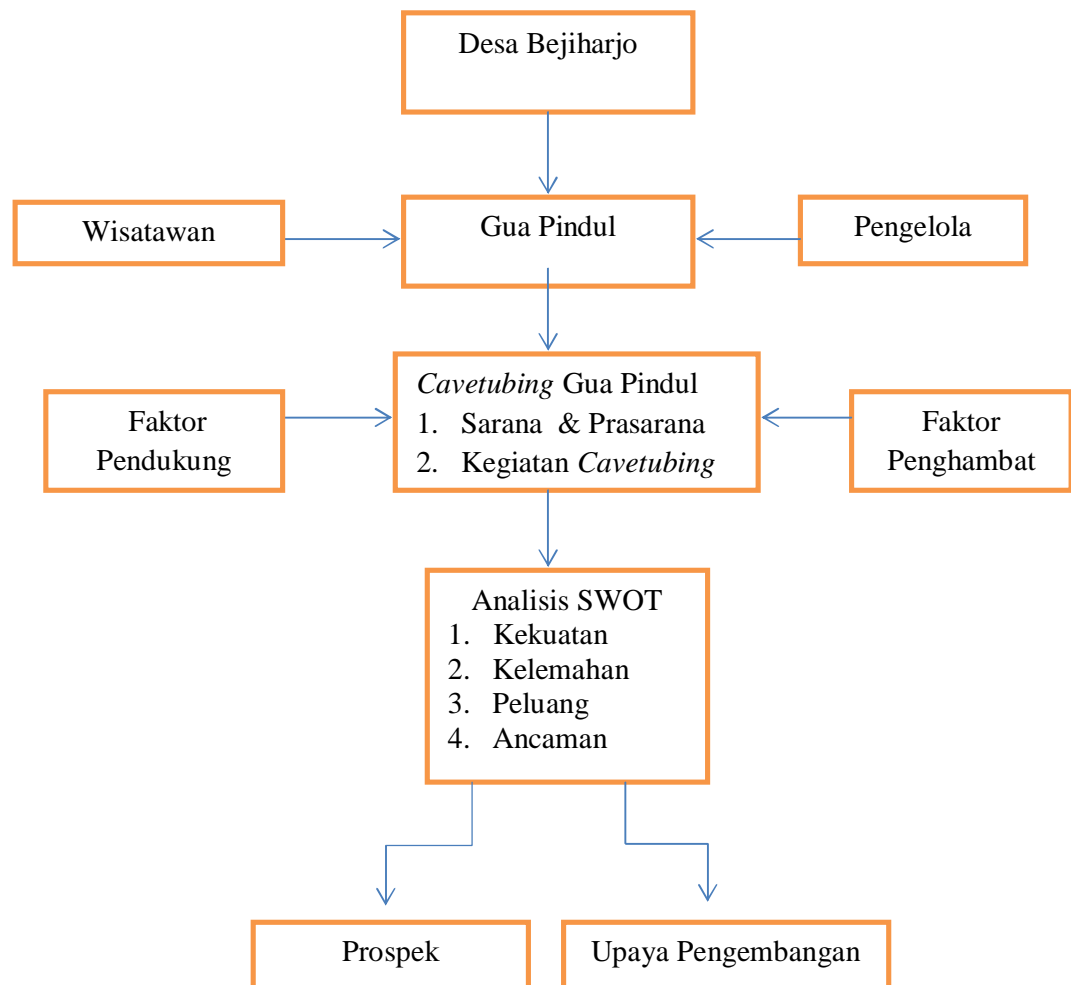 Desa Bejiharjo
Wisatawan
Gua Pindul
Pengelola
Faktor
Pendukung
Cavetubing Gua Pindul
1. Sarana & Prasarana
2. Kegiatan Cavetubing
Faktor
Penghambat
Analisis SWOT
1. Kekuatan
2. Kelemahan
3. Peluang
4. Ancaman
Prospek
Upaya Pengembangan